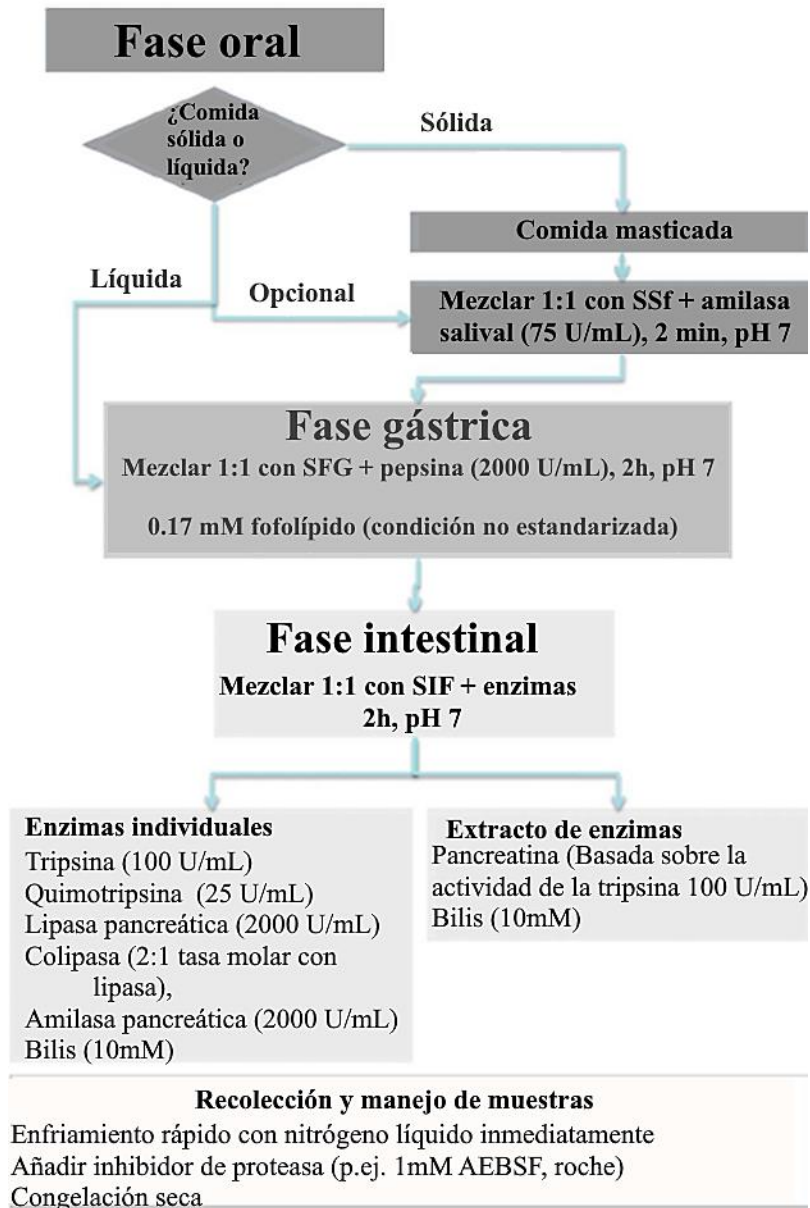 Fase oral
¿Comida
sólida o
líquida?
Sólida
Comida masticada
Líquida
Opcional
Mezclar 1:1 con SSf + amilasa
salival (75 U/mL), 2 min, pH 7
Fase gástrica
Mezclar 1:1 con SFG + pepsina (2000 U/mL), 2h, pH 7
0.17 mM fofolípido (condición no estandarizada)
Fase intestinal
Mezclar 1:1 con SIF + enzimas
2h, pH 7
Enzimas individuales
Tripsina (100 U/mL)
Quimotripsina (25 U/mL)
Lipasa pancreática (2000 U/mL)
Colipasa (2:1 tasa molar con
lipasa),
Amilasa pancreática (2000 U/mL)
Bilis (10mM)
Extracto de enzimas
Pancreatina (Basada sobre la
actividad de la tripsina 100 U/mL)
Bilis (10mM)
Recolección y manejo de muestras
Enfriamiento rápido con nitrógeno líquido inmediatamente
Añadir inhibidor de proteasa (p.ej. 1mM AEBSF, roche)
Congelación seca